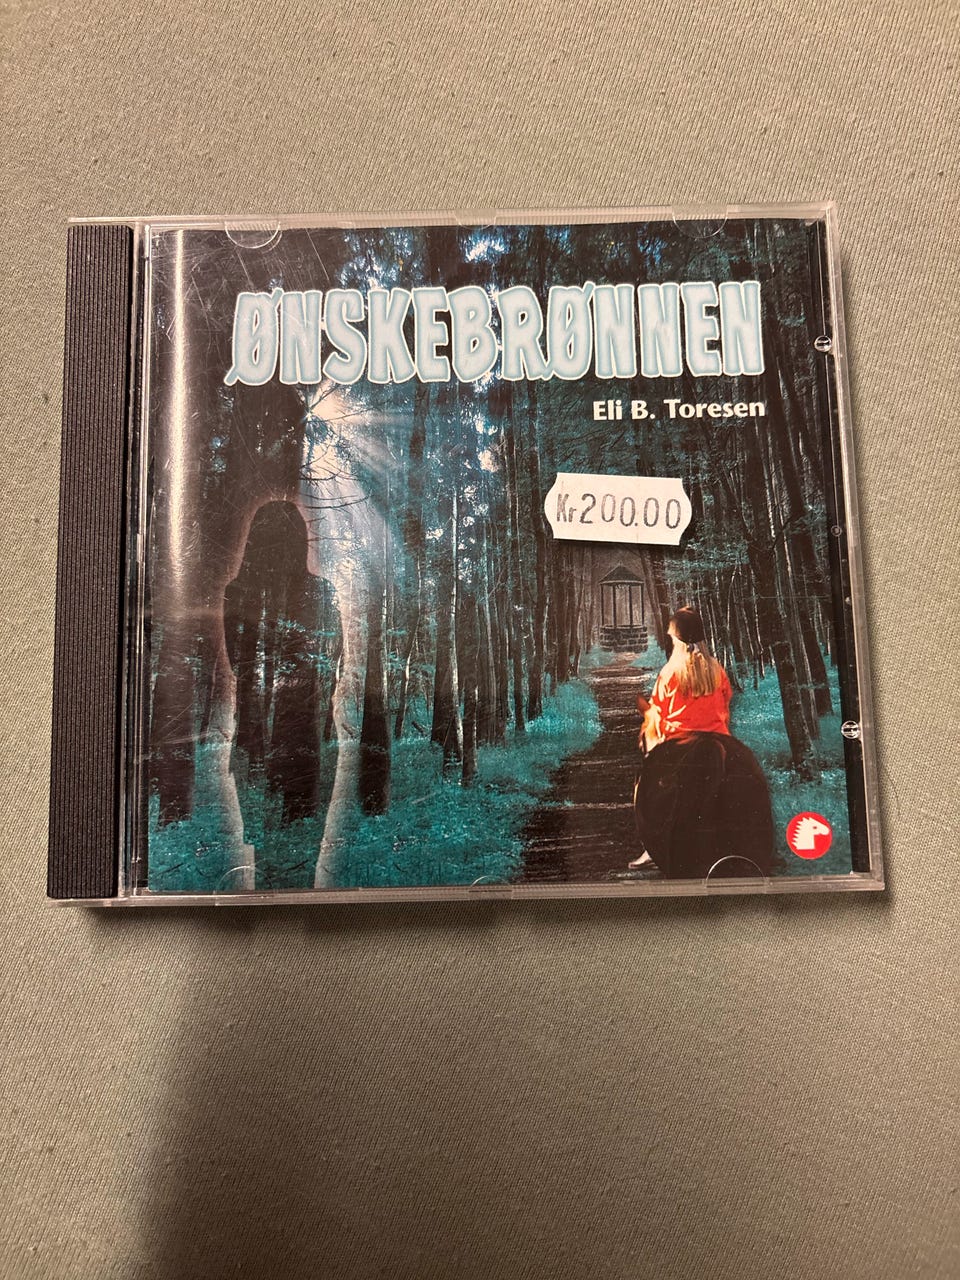 ØNSKEBRØNNEN
Eli B. Toresen
Kr200.00